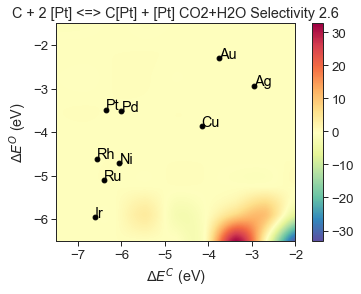 C + 2 [Pt] <=> C[Pt] + [Pt] CO2+H2O Selectivity 2.6
−2
−3
−4
−5
−6
ΔE^O (eV)
Au
Ag
Pt
Pd
Cu
Rh
Ni
Ru
Ir
−7
−6
−5
−4
−3
−2
ΔE^C (eV)
30
20
10
0
−10
−20
−30